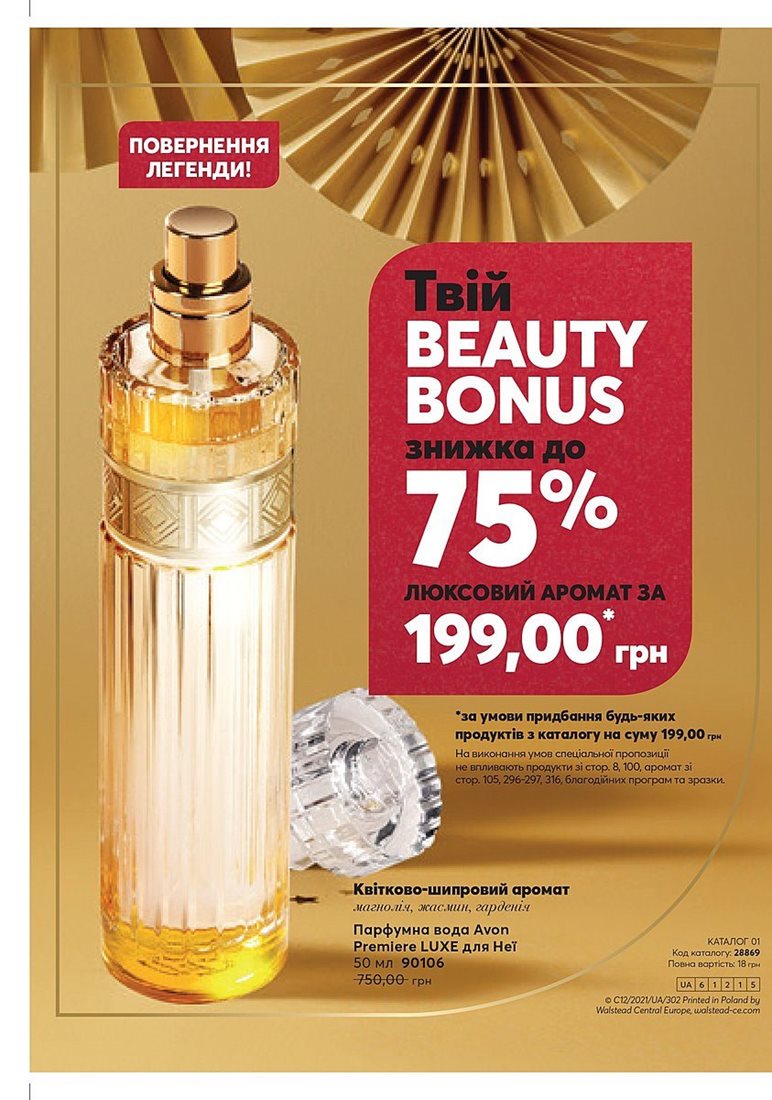 ПОВЕРНЕННЯ
ЛЕГЕНДИ!
Твій
BEAUTY
BONUS
знижка до
75%
ЛЮКСОВИЙ АРОМАТ ЗА
199,00* грн
*за умови придбання будь-яких
продуктів з каталогу на суму 199,00 грн
На виконання умов спеціальної пропозиції
не впливають продукти зі стор. 8, 100, аромат зі
стор. 105, 296-297, 316, благодійних програм та зразки.
Квітково-шипровий аромат
магнолія, жасмин, гарденія
Парфумна вода Avon
Premiere LUXE для Неї
50 мл 90106
750,00 грн
КАТАЛОГ 01
Код каталогу: 28869
Повна вартість: 18 грн
UA 6 1 2 1 5
© C12/2021/UA/302 Printed in Poland by
Walstead Central Europe, walstead-ce.com